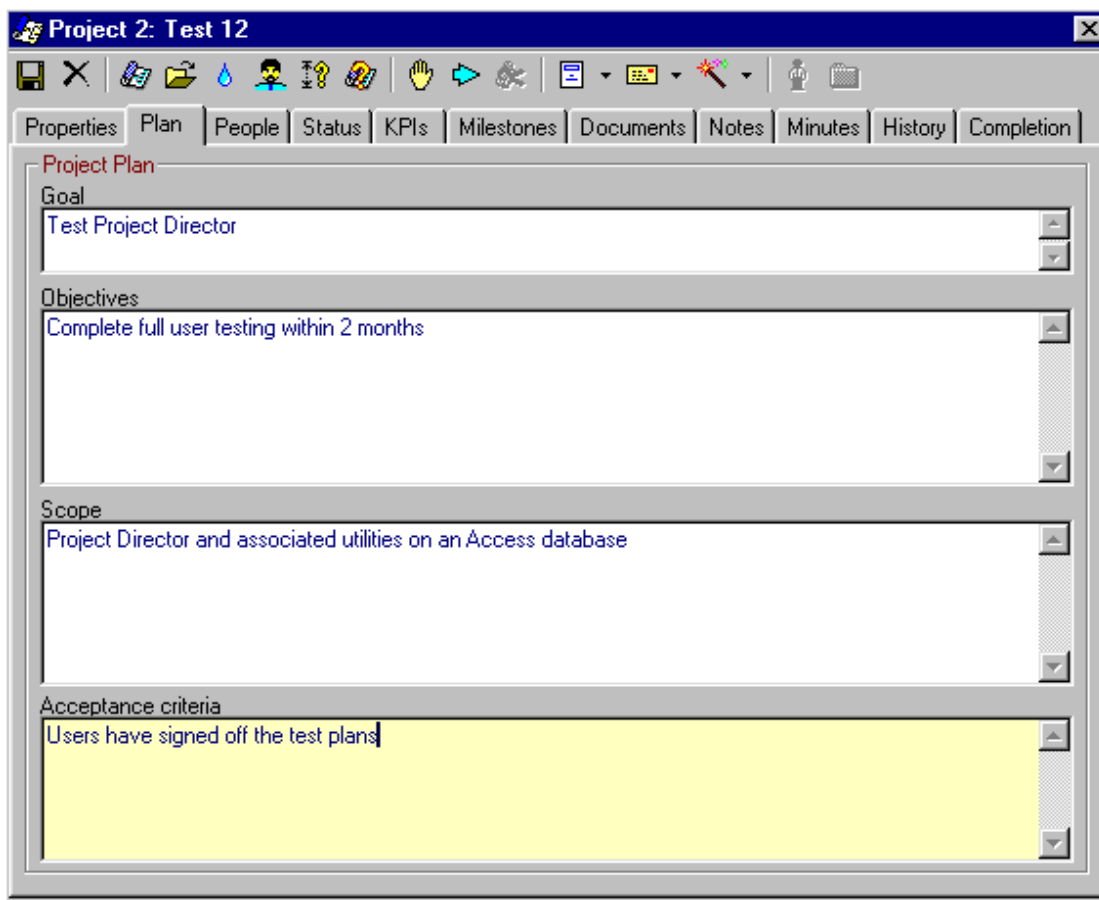 Project 2: Test 12
Properties Plan People Status KPIs Milestones Documents Notes Minutes History Completion
Project Plan
Goal
Test Project Director
Objectives
Complete full user testing within 2 months
Scope
Project Director and associated utilities on an Access database
Acceptance criteria
Users have signed off the test plans